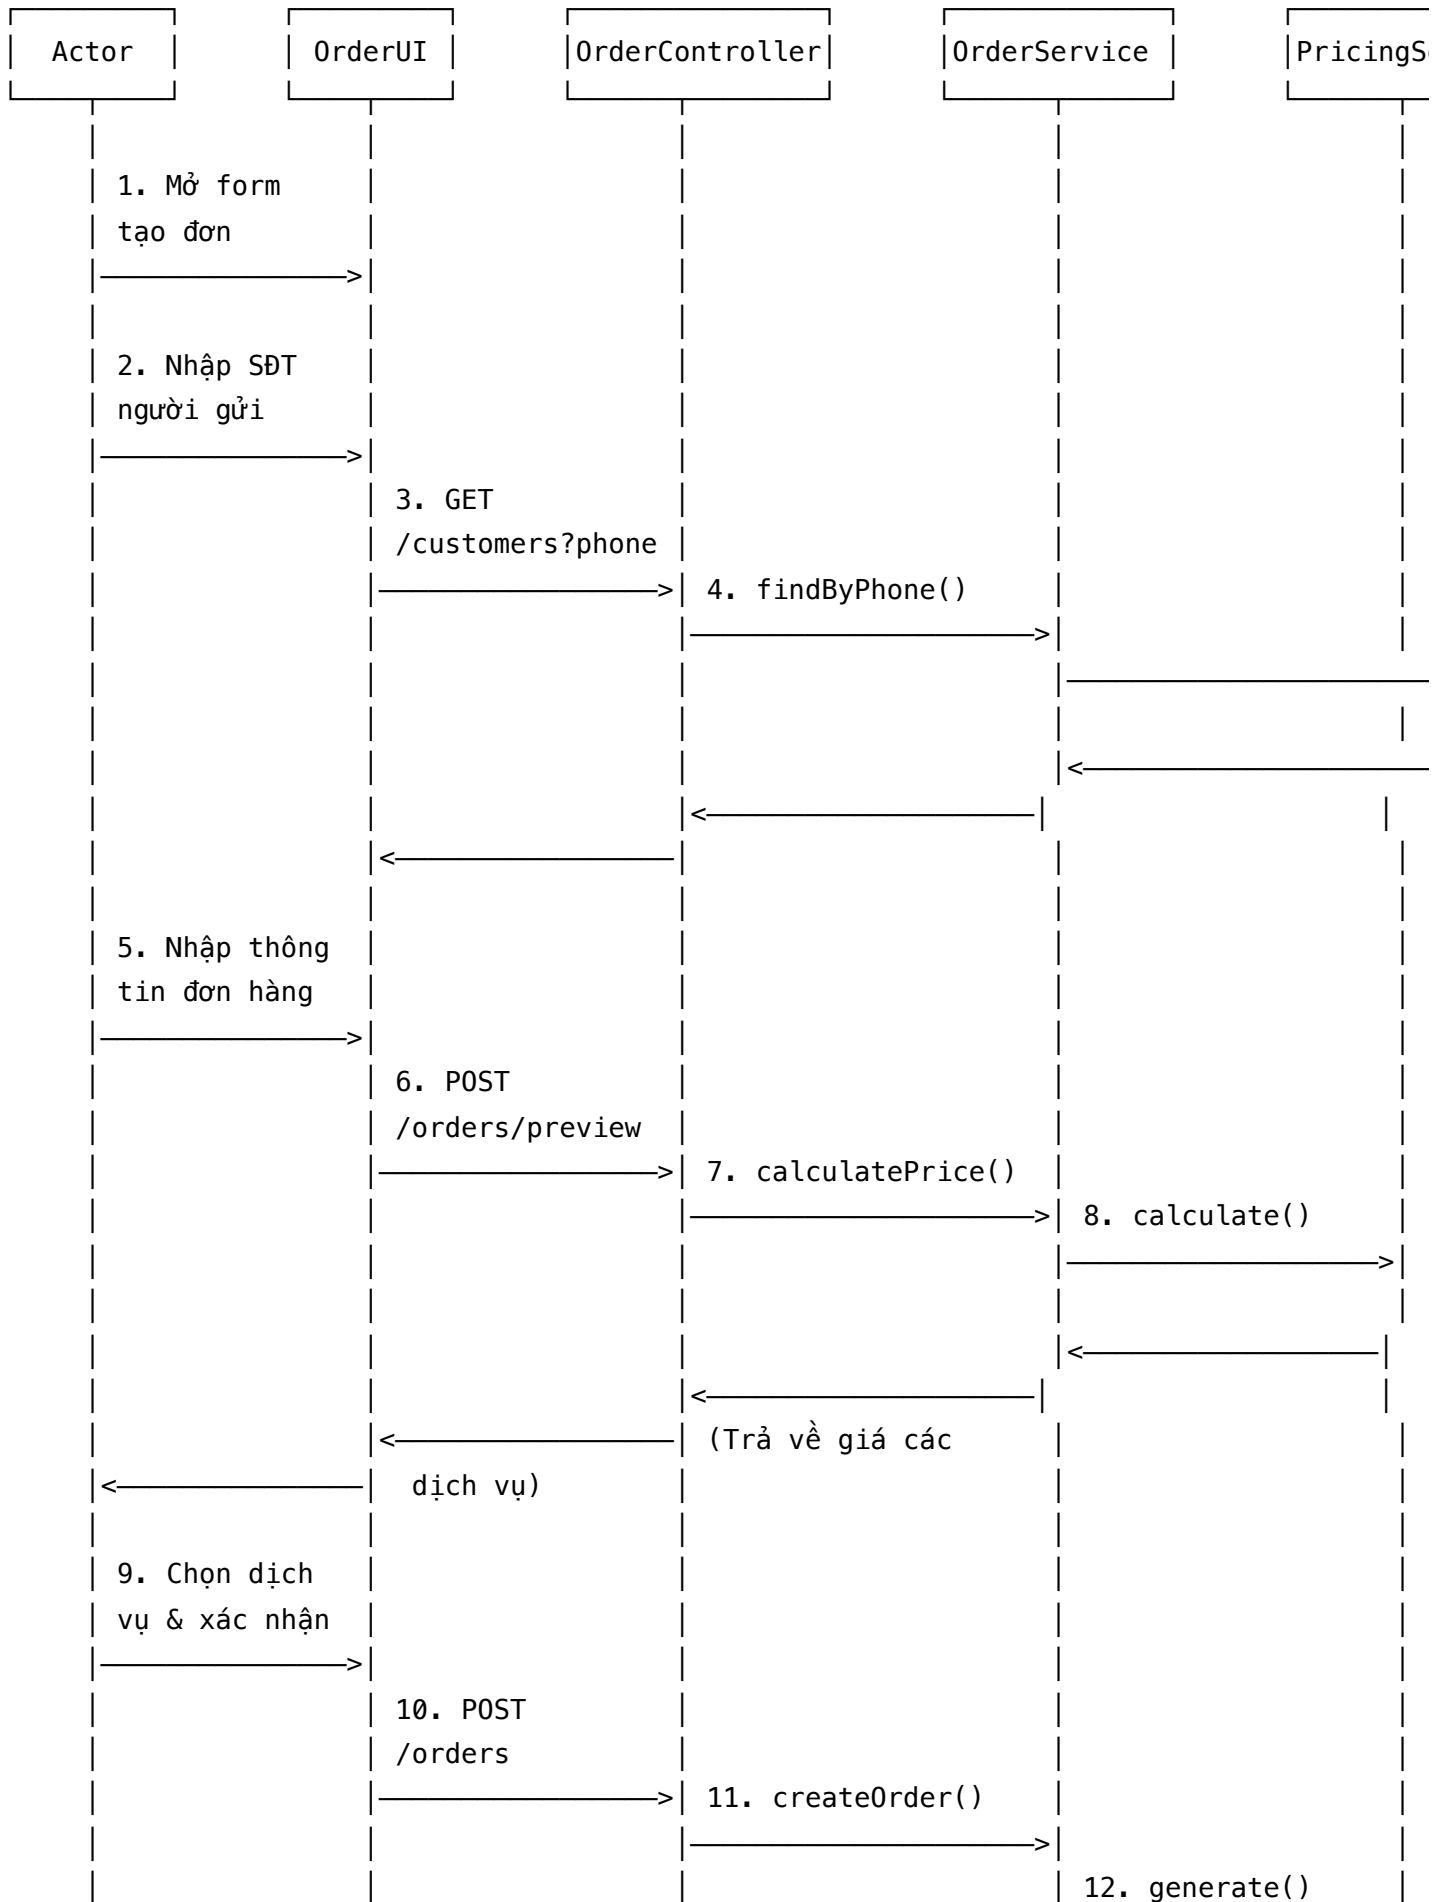 Actor OrderUI OrderController OrderService PricingSe
1. Mở form
tạo đơn
2. Nhập SĐT
người gửi
3. GET
/customers?phone
4. findByPhone()
5. Nhập thông
tin đơn hàng
6. POST
/orders/preview
7. calculatePrice()
8. calculate()
(Trả về giá các
dịch vụ)
9. Chọn dịch
vụ & xác nhận
10. POST
/orders
11. createOrder()
12. generate()